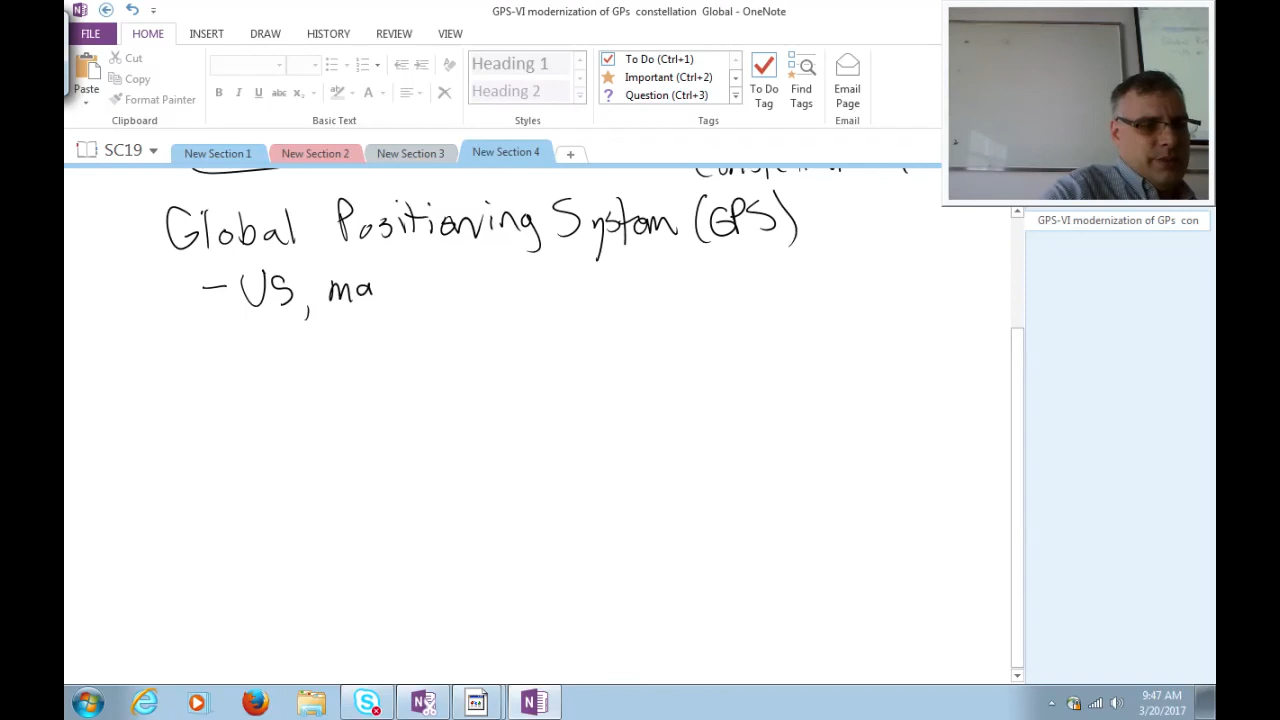 GPS-VI modernization of GPs constellation Global - OneNote
FILE HOME INSERT DRAW HISTORY REVIEW VIEW
Paste
Cut
Copy
Format Painter
Clipboard
B I U abc x₂ A
Basic Text
Heading 1
Heading 2
Styles
To Do (Ctrl+1)
Important (Ctrl+2)
? Question (Ctrl+3)
To Do Tag
Find Tags
Tags
Email Page
Email
SC19 New Section 1 New Section 2 New Section 3 New Section 4 +
GPS-VI modernization of GPs con
Global Positioning System (GPS)
- US, ma
9:47 AM
3/20/2017